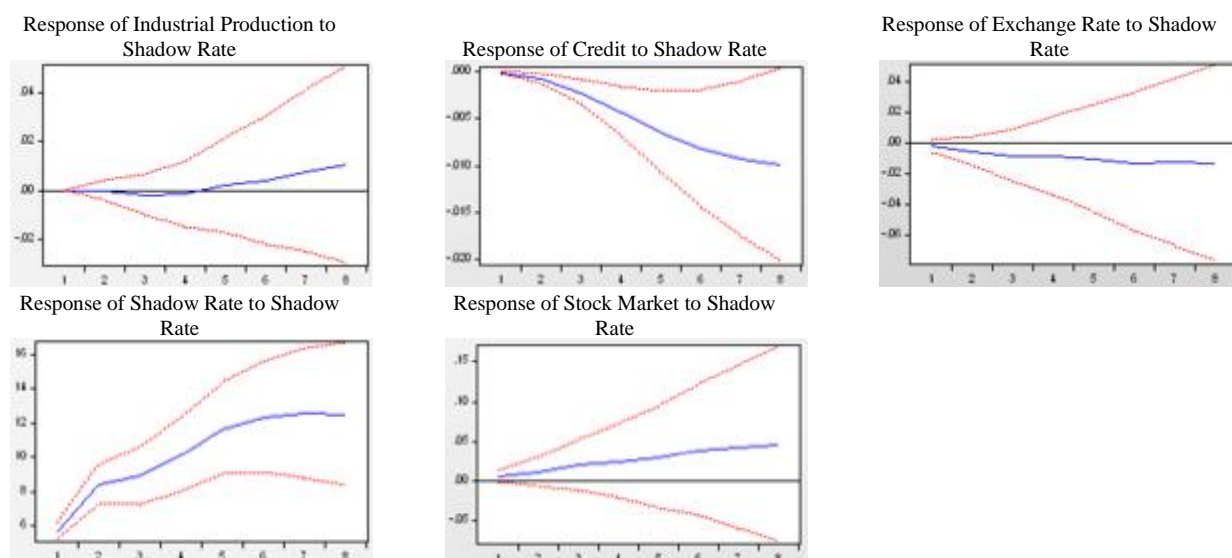 Response of Industrial Production to
Shadow Rate
.04
.02
.00
-.02
1 2 3 4 5 6 7 8
Response of Credit to Shadow Rate
.000
-.005
-.010
-.015
-.020
1 2 3 4 5 6 7 8
Response of Exchange Rate to Shadow
Rate
.04
.02
.00
-.02
-.04
-.06
1 2 3 4 5 6 7 8
Response of Shadow Rate to Shadow
Rate
16
14
12
10
8
6
1 2 3 4 5 6 7 8
Response of Stock Market to Shadow
Rate
.15
.10
.05
.00
-.05
1 2 3 4 5 6 7 8